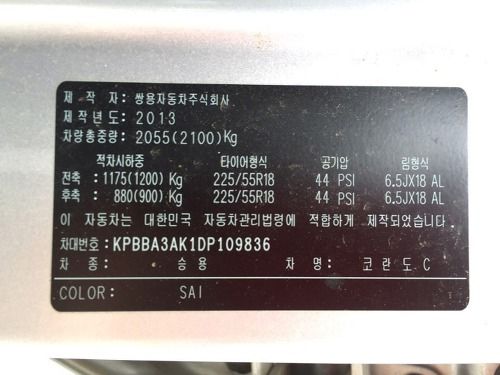 제 작 자: 쌍용자동차주식회사
제작년도: 2013
차량총중량: 2055(2100)Kg
적차시하중 타이어형식 공기압 림형식
전축: 1175(1200) Kg 225/55R18 44 PSI 6.5JX18 AL
후축: 880(900) Kg 225/55R18 44 PSI 6.5JX18 AL
이 자동차는 대한민국 자동차관리법령에 적합하게 제작되었습니다
차대번호: KPBBA3AK1DP109836
차 종: 승용 차 명: 코란도 C
COLOR: SAI